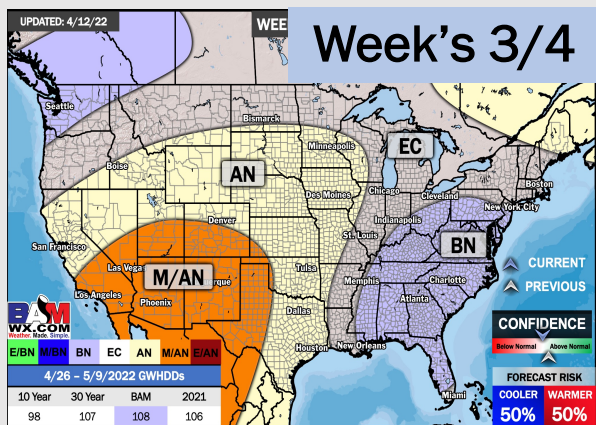 UPDATED: 4/12/22
WEE
Week's 3/4
Seattle
Bismarck
Minneapolis
EC
Boise
AN
Boston
Des Moines
Chicago
Cleveland
New York City
Denver
Indianapolis
San Francisco
St. Louis
BN
Las Vegas
M/AN
rque
Tulsa
Memphis
Charlotte
CURRENT
Los Angeles
Phoenix
Atlanta
PREVIOUS
Dallas
BAM
WX.COM
Weather. Made. Simple.
Houston
New Orleans
CONFIDENCE
Below Normal
Above Normal
E/BN M/BN BN EC AN M/AN E/AN
4/26 – 5/9/2022 GWHDDs
Miami
FORECAST RISK
10 Year 30 Year BAM 2021
COOLER WARMER
98 107 108 106
50% 50%